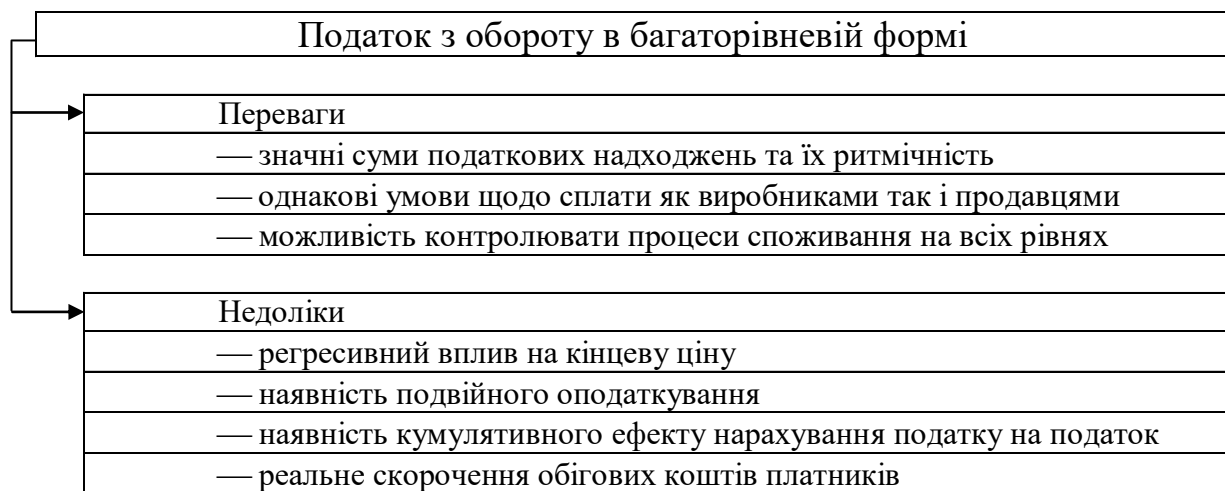 Податок з обороту в багаторівневій формі
Переваги
— значні суми податкових надходжень та їх ритмічність
— однакові умови щодо сплати як виробниками так і продавцями
— можливість контролювати процеси споживання на всіх рівнях
Недоліки
— регресивний вплив на кінцеву ціну
— наявність подвійного оподаткування
— наявність кумулятивного ефекту нарахування податку на податок
— реальне скорочення обігових коштів платників